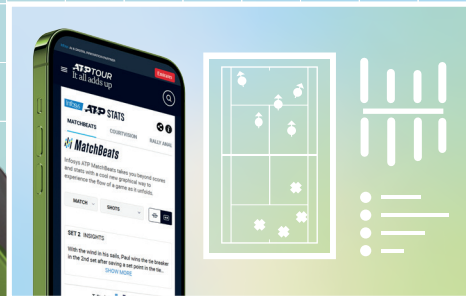 ATP TOUR
It all adds up
Emirates
Infosys ATP STATS
MATCHBEATS
COURTVISION
MatchBeats
Infosys ATP MatchBeats takes you beyond scores
and stats with a cool new graphical way to
experience the flow of a game as it unfolds.
MATCH
SHOTS
SET 2 INSIGHTS
With the wind in his sails, Paul wins the tie breaker
in the 2nd set after saving a set point in the tie..
SHOW MORE